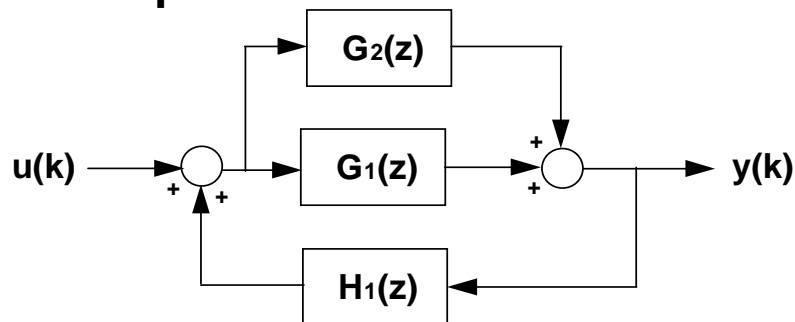 G2(z)
u(k)
+
+
G1(z)
+
+
y(k)
H1(z)